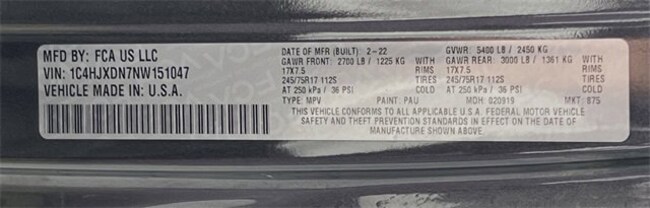 MFD BY: FCA US LLC
VIN: 1C4HJXDN7NW151047
VEHICLE MADE IN: U.S.A.
DATE OF MFR (BUILT): 2-22 GVWR: 5400 LB / 2450 KG
GAWR FRONT: 2700 LB / 1225 KG WITH GAWR REAR: 3000 LB / 1361 KG WITH
17X7.5 RIMS 17X7.5 RIMS
245/75R17 112S TIRES 245/75R17 112S TIRES
AT 250 kPa / 36 PSI COLD AT 250 kPa / 36 PSI COLD
TYPE: MPV PAINT: PAU MDH: 020919 MKT: B75
THIS VEHICLE CONFORMS TO ALL APPLICABLE U.S.A. FEDERAL MOTOR VEHICLE
SAFETY AND THEFT PREVENTION STANDARDS IN EFFECT ON THE DATE OF
MANUFACTURE SHOWN ABOVE.